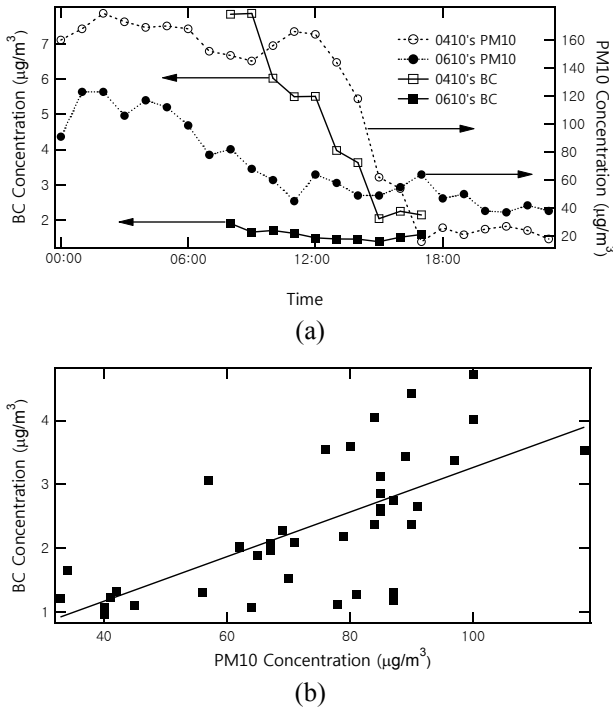 BC Concentration (μg/m³)
7
6
5
4
3
2
0410's PM10
0610's PM10
0410's BC
0610's BC
160
140
120
100
80
60
40
20
PM10 Concentration (μg/m³)
00:00 06:00 12:00 18:00
Time
(a)
BC Concentration (μg/m³)
4
3
2
1
40 60 80 100
PM10 Concentration (μg/m³)
(b)